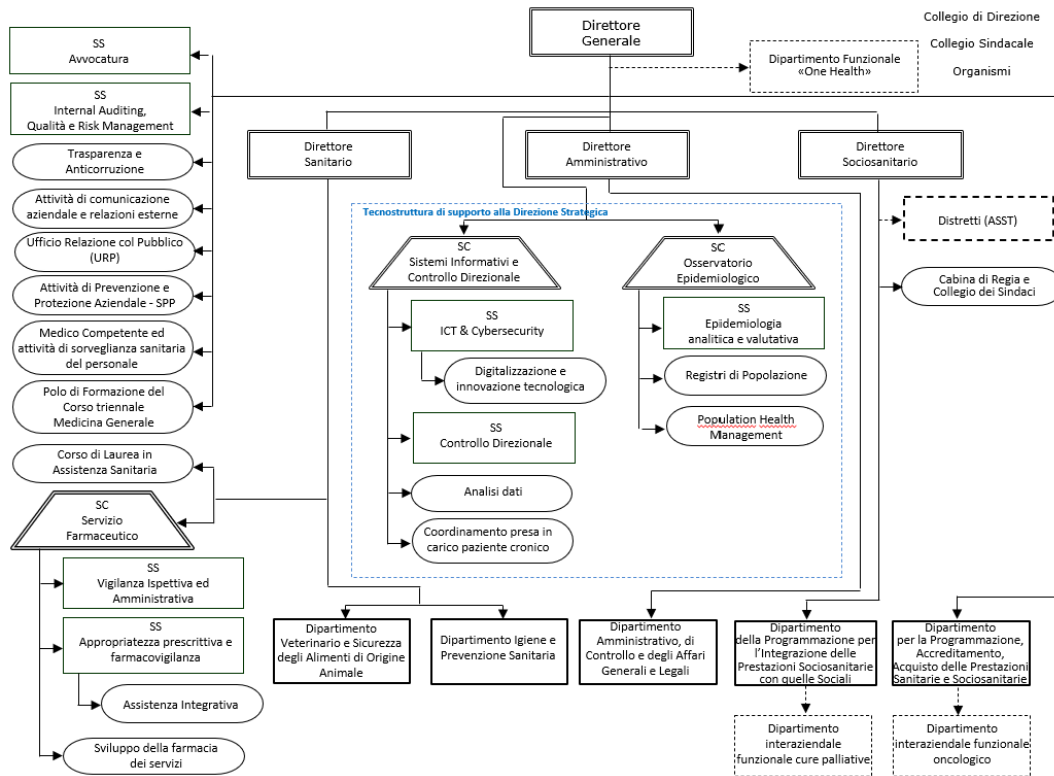 Direttore
Generale
Collegio di Direzione
Collegio Sindacale
Organismi
Dipartimento Funzionale
«One Health»
SS
Avvocatura
SS
Internal Auditing,
Qualità e Risk Management
Trasparenza e
Anticorruzione
Attività di comunicazione
aziendale e relazioni esterne
Ufficio Relazione col Pubblico
(URP)
Attività di Prevenzione e
Protezione Aziendale - SPP
Medico Competente ed
attività di sorveglianza sanitaria
del personale
Polo di Formazione del
Corso triennale
Medicina Generale
Corso di Laurea in
Assistenza Sanitaria
SC
Servizio
Farmaceutico
SS
Vigilanza Ispettiva ed
Amministrativa
SS
Appropriatezza prescrittiva e
farmacovigilanza
Assistenza Integrativa
Sviluppo della farmacia
dei servizi
Direttore
Sanitario
Direttore
Amministrativo
Direttore
Sociosanitario
Tecnostruttura di supporto alla Direzione Strategica
SC
Sistemi Informativi e
Controllo Direzionale
SS
ICT & Cybersecurity
Digitalizzazione e
innovazione tecnologica
SS
Controllo Direzionale
Analisi dati
Coordinamento presa in
carico paziente cronico
SC
Osservatorio
Epidemiologico
SS
Epidemiologia
analitica e valutativa
Registri di Popolazione
Population Health
Management
Distretti (ASST)
Cabina di Regia e
Collegio dei Sindaci
Dipartimento
Veterinario e Sicurezza
degli Alimenti di Origine
Animale
Dipartimento Igiene e
Prevenzione Sanitaria
Dipartimento
Amministrativo, di
Controllo e degli Affari
Generali e Legali
Dipartimento
della Programmazione per
l'Integrazione delle
Prestazioni Sociosanitarie
con quelle Sociali
Dipartimento
per la Programmazione,
Accreditamento,
Acquisto delle Prestazioni
Sanitarie e Sociosanitarie
Dipartimento
interaziendale
funzionale cure palliative
Dipartimento
interaziendale funzionale
oncologico